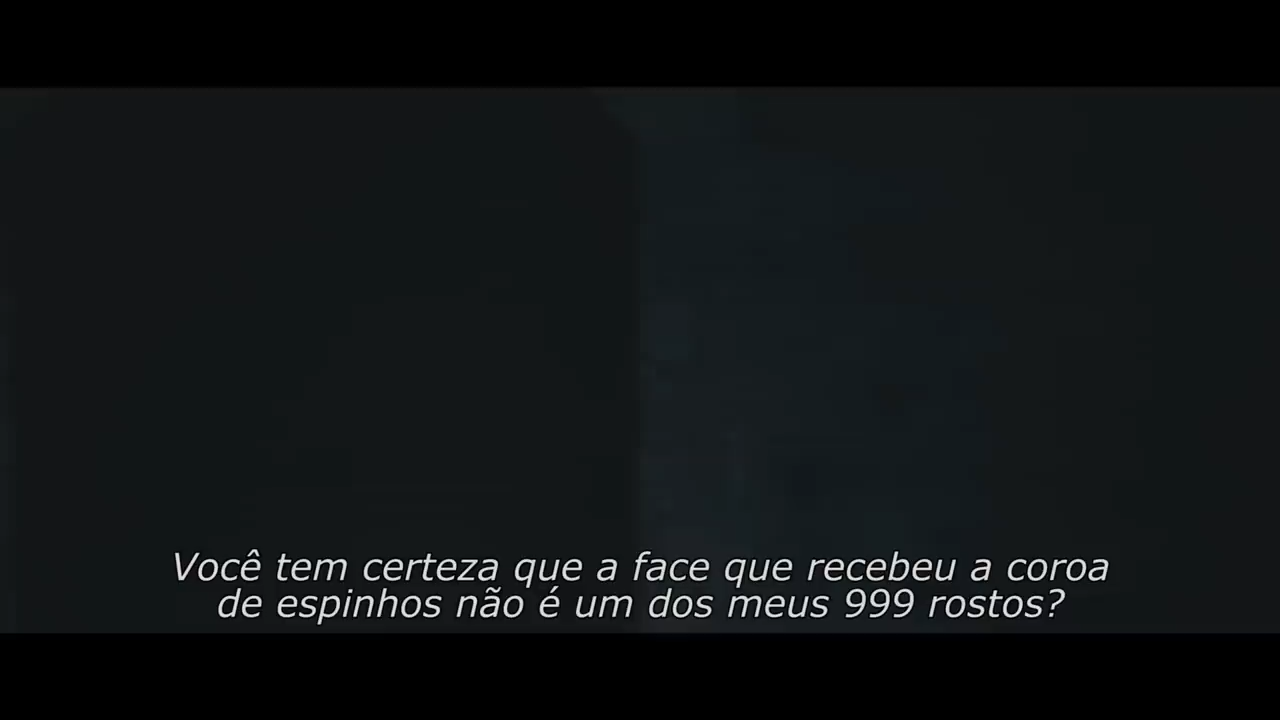 Você tem certeza que a face que recebeu a coroa
de espinhos não é um dos meus 999 rostos?